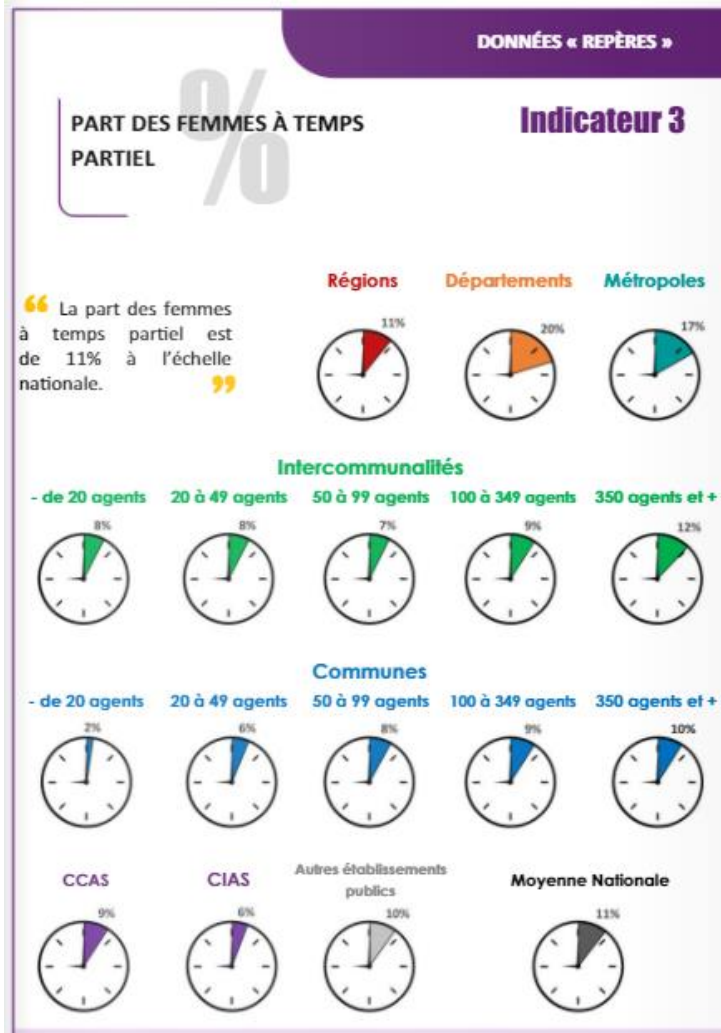 DONNÉES « REPÈRES »
%
PART DES FEMMES À TEMPS
PARTIEL
Indicateur 3
“ La part des femmes
à temps partiel est
de 11% à l’échelle
nationale. ”
Régions Départements Métropoles
11% 20% 17%
Intercommunalités
- de 20 agents 20 à 49 agents 50 à 99 agents 100 à 349 agents 350 agents et +
8% 8% 7% 9% 12%
Communes
- de 20 agents 20 à 49 agents 50 à 99 agents 100 à 349 agents 350 agents et +
2% 6% 8% 9% 10%
CCAS CIAS Autres établissements
publics Moyenne Nationale
9% 6% 10% 11%